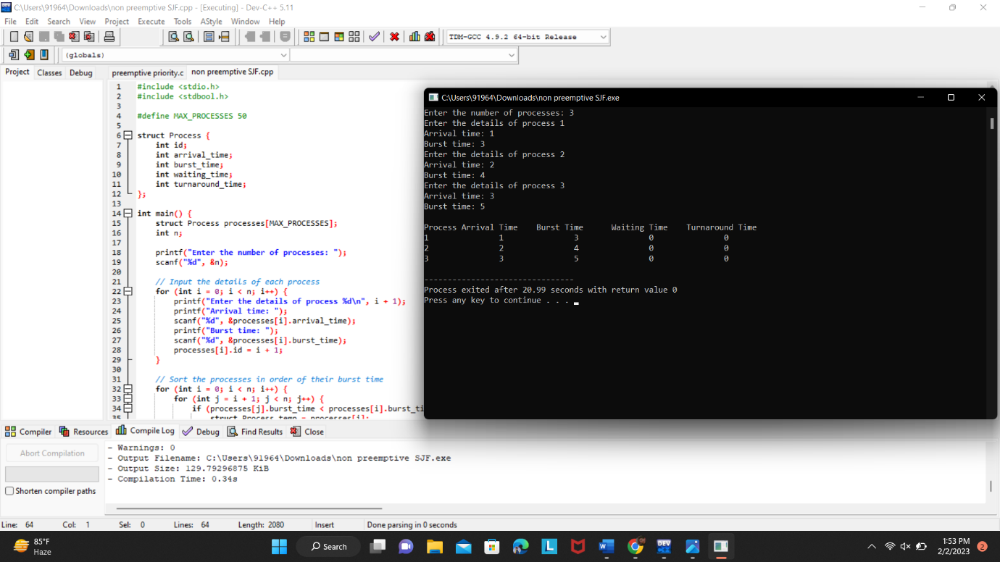 C:\Users\91964\Downloads\non preemptive SJF.cpp - [Executing] - Dev-C++ 5.11
File Edit Search View Project Execute Tools AStyle Window Help
TDM-GCC 4.9.2 64-bit Release
(globals)
Project Classes Debug
preemptive priority.c non preemptive SJF.cpp
1 #include <stdio.h>
2 #include <stdbool.h>
3
4 #define MAX_PROCESSES 50
5
6 struct Process {
7 int id;
8 int arrival_time;
9 int burst_time;
10 int waiting_time;
11 int turnaround_time;
12 };
13
14 int main() {
15 struct Process processes[MAX_PROCESSES];
16 int n;
17
18 printf("Enter the number of processes: ");
19 scanf("%d", &n);
20
21 // Input the details of each process
22 for (int i = 0; i < n; i++) {
23 printf("Enter the details of process %d\n", i + 1);
24 printf("Arrival time: ");
25 scanf("%d", &processes[i].arrival_time);
26 printf("Burst time: ");
27 scanf("%d", &processes[i].burst_time);
28 processes[i].id = i + 1;
29 }
30
31 // Sort the processes in order of their burst time
32 for (int i = 0; i < n; i++) {
33 for (int j = i + 1; j < n; j++) {
34 if (processes[j].burst_time < processes[i].burst_ti
35 struct Process temp = processes[i];
C:\Users\91964\Downloads\non preemptive SJF.exe
Enter the number of processes: 3
Enter the details of process 1
Arrival time: 1
Burst time: 3
Enter the details of process 2
Arrival time: 2
Burst time: 4
Enter the details of process 3
Arrival time: 3
Burst time: 5
Process Arrival Time Burst Time Waiting Time Turnaround Time
1 1 3 0 0
2 2 4 0 0
3 3 5 0 0
--------------------------------
Process exited after 20.99 seconds with return value 0
Press any key to continue . . .
Compiler Resources Compile Log Debug Find Results Close
Abort Compilation
Shorten compiler paths
- Warnings: 0
- Output Filename: C:\Users\91964\Downloads\non preemptive SJF.exe
- Output Size: 129.79296875 KiB
- Compilation Time: 0.34s
Line: 64 Col: 1 Sel: 0 Lines: 64 Length: 2080 Insert Done parsing in 0 seconds
85°F
Haze
Search
1:53 PM
2/2/2023
2